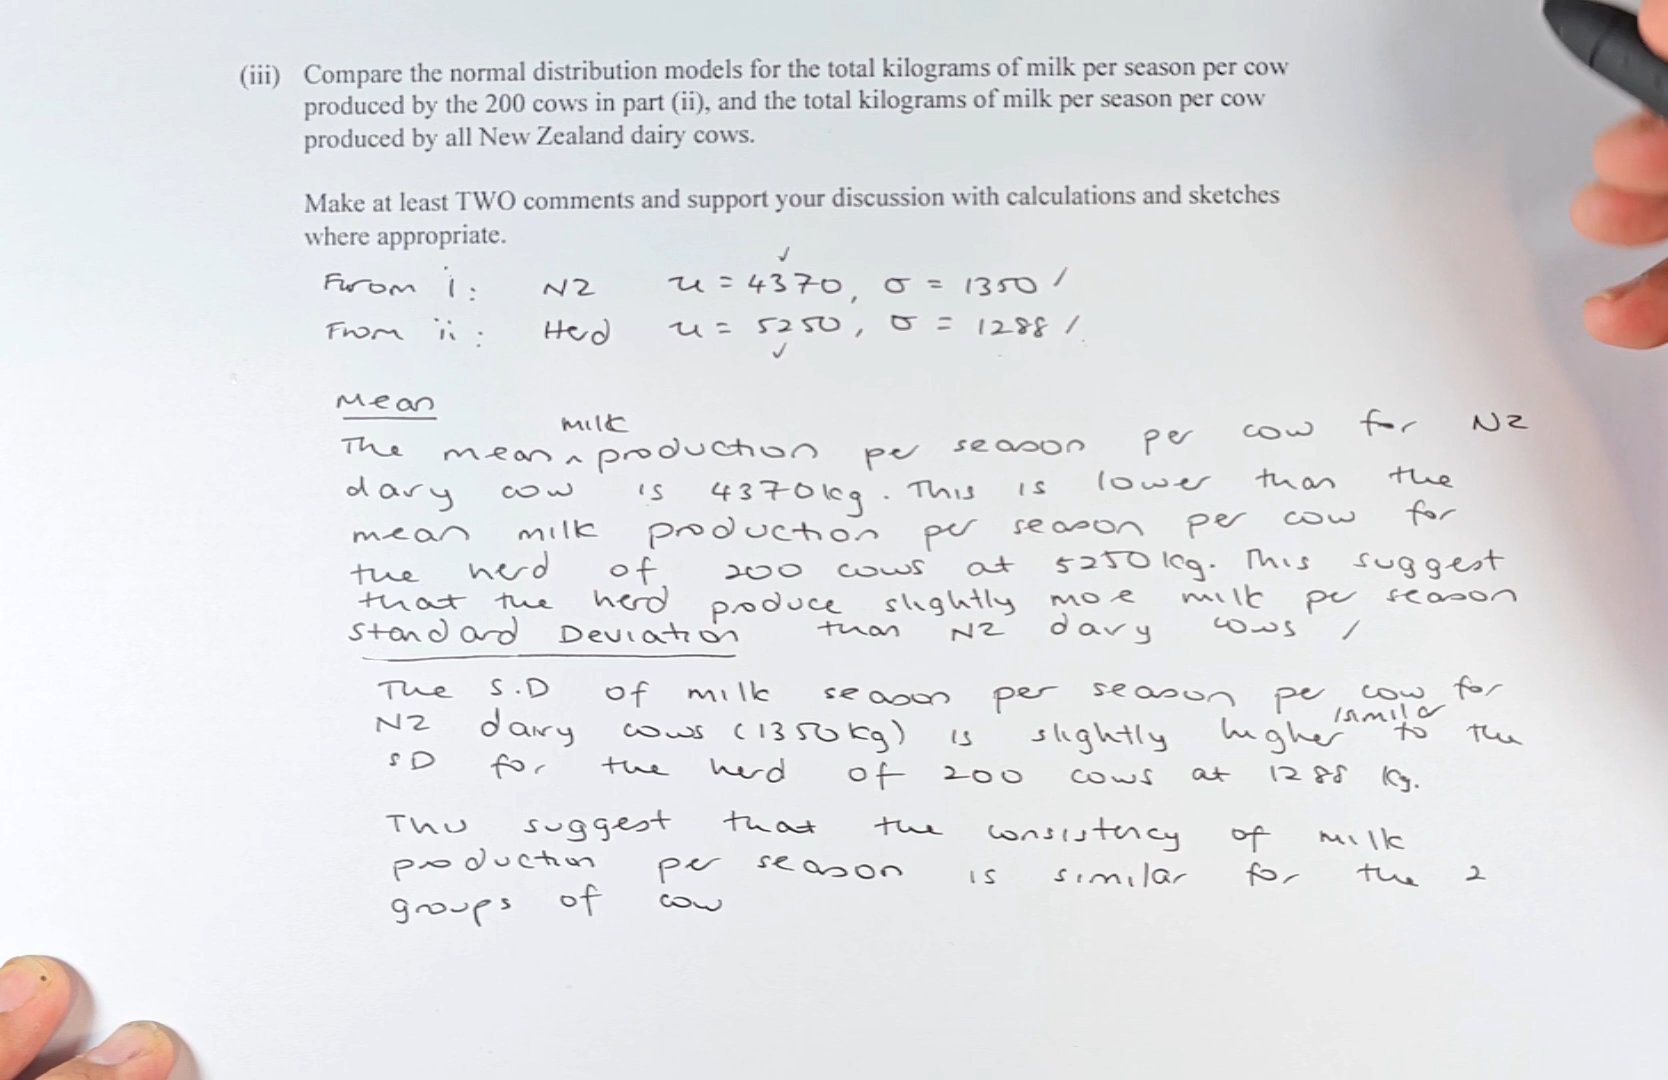 (iii) Compare the normal distribution models for the total kilograms of milk per season per cow
produced by the 200 cows in part (ii), and the total kilograms of milk per season per cow
produced by all New Zealand dairy cows.
Make at least TWO comments and support your discussion with calculations and sketches
where appropriate.
From i: NZ u = 4370, σ = 1350 /
From ii: Herd u = 5250, σ = 1288 /
Mean
milk
The mean ^ production per season per cow for NZ
dary cow is 4370kg. This is lower than the
mean milk production per season per cow for
the herd of 200 cows at 5250kg. This suggest
that the herd produce slightly more milk per season
than NZ dary cows /
Standard Deviation
The S.D of milk season per season per cow for
/similar
NZ dairy cows (1350kg) is slightly higher to the
SD for the herd of 200 cows at 1288 kg.
This suggest that the consistency of milk
production per season is similar for the 2
groups of cow